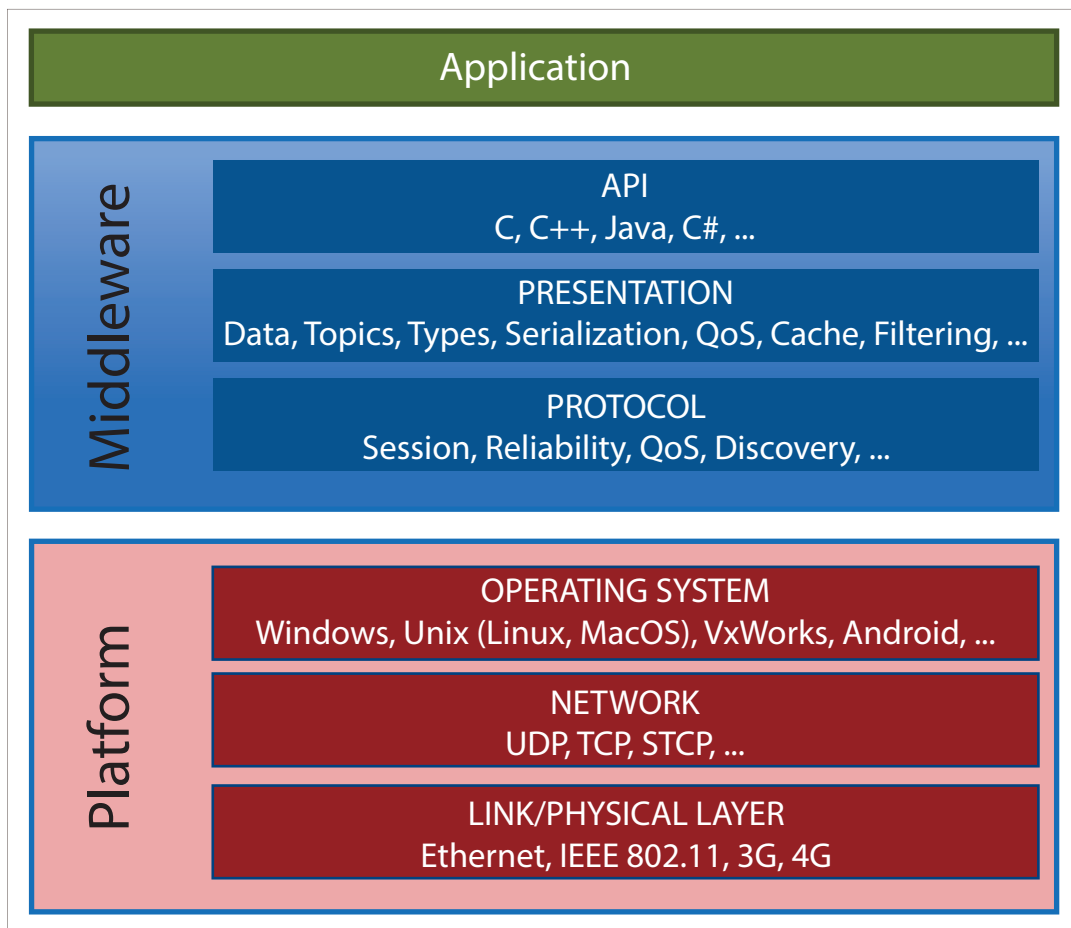 Application
Middleware
API
C, C++, Java, C#, ...
PRESENTATION
Data, Topics, Types, Serialization, QoS, Cache, Filtering, ...
PROTOCOL
Session, Reliability, QoS, Discovery, ...
Platform
OPERATING SYSTEM
Windows, Unix (Linux, MacOS), VxWorks, Android, ...
NETWORK
UDP, TCP, STCP, ...
LINK/PHYSICAL LAYER
Ethernet, IEEE 802.11, 3G, 4G